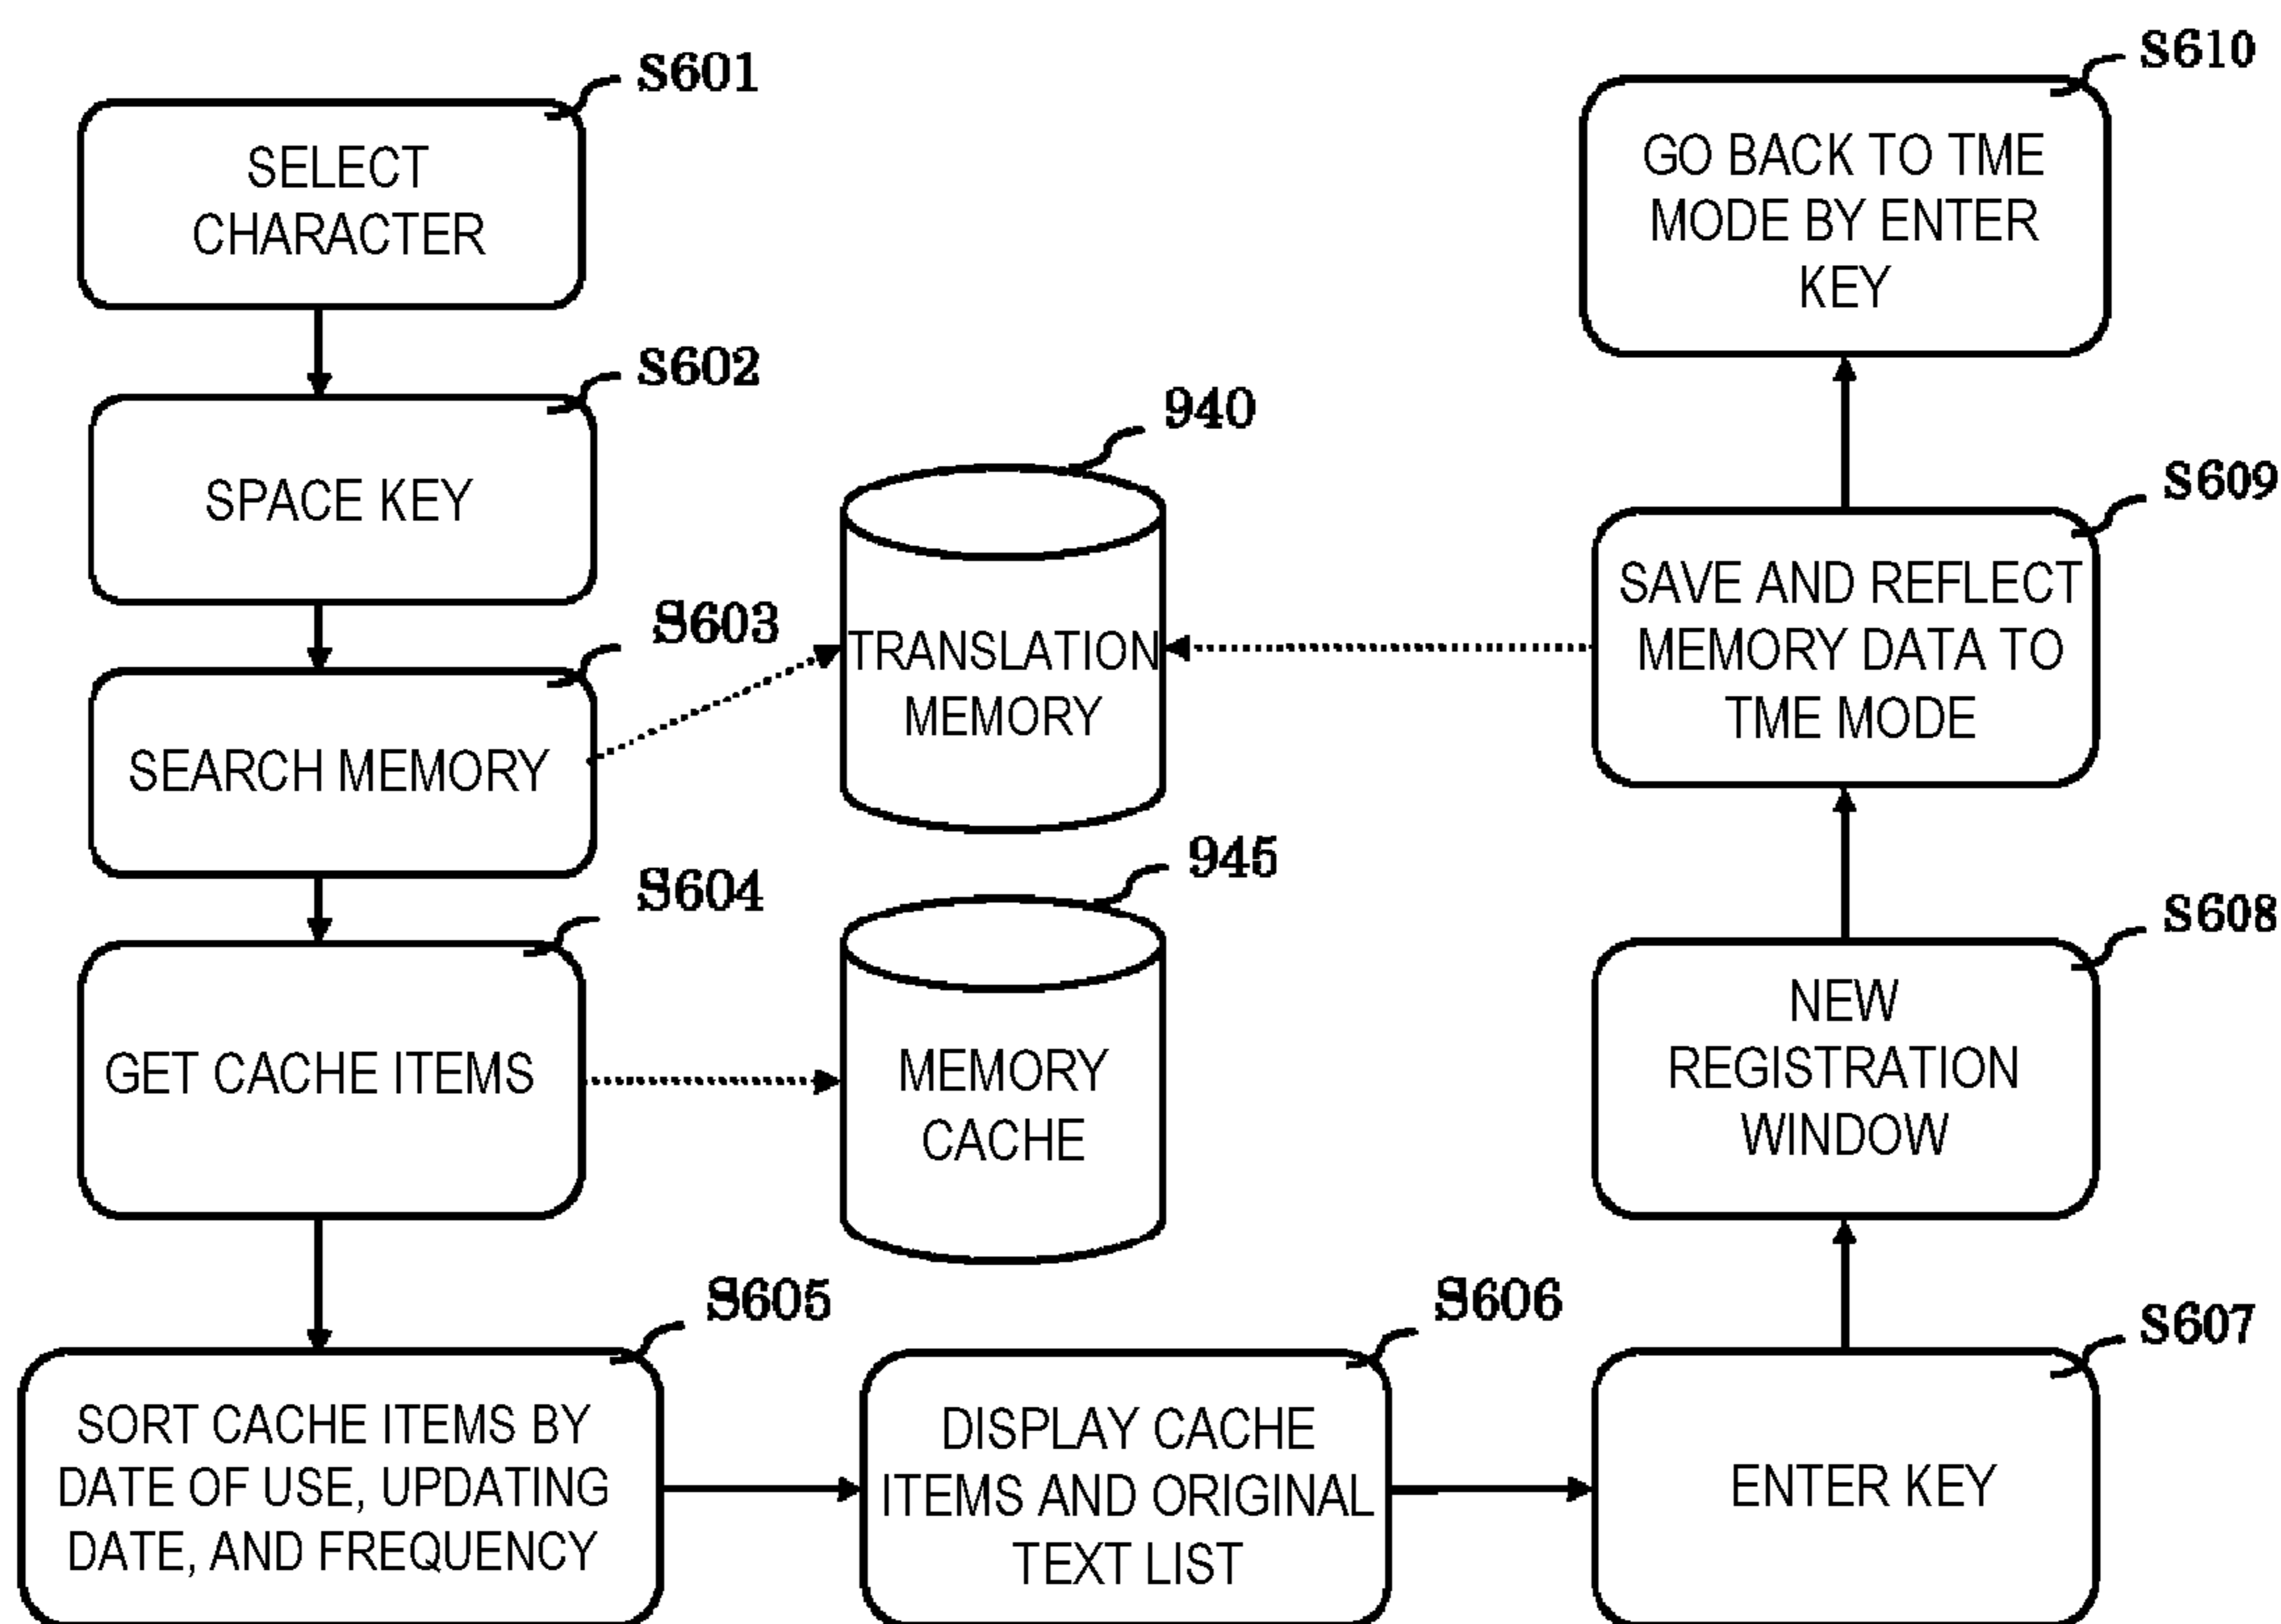 S601
SELECT
CHARACTER
S602
SPACE KEY
S603
SEARCH MEMORY
S604
GET CACHE ITEMS
S605
SORT CACHE ITEMS BY
DATE OF USE, UPDATING
DATE, AND FREQUENCY
940
TRANSLATION
MEMORY
945
MEMORY
CACHE
S606
DISPLAY CACHE
ITEMS AND ORIGINAL
TEXT LIST
S607
ENTER KEY
S608
NEW
REGISTRATION
WINDOW
S609
SAVE AND REFLECT
MEMORY DATA TO
TME MODE
S610
GO BACK TO TME
MODE BY ENTER
KEY